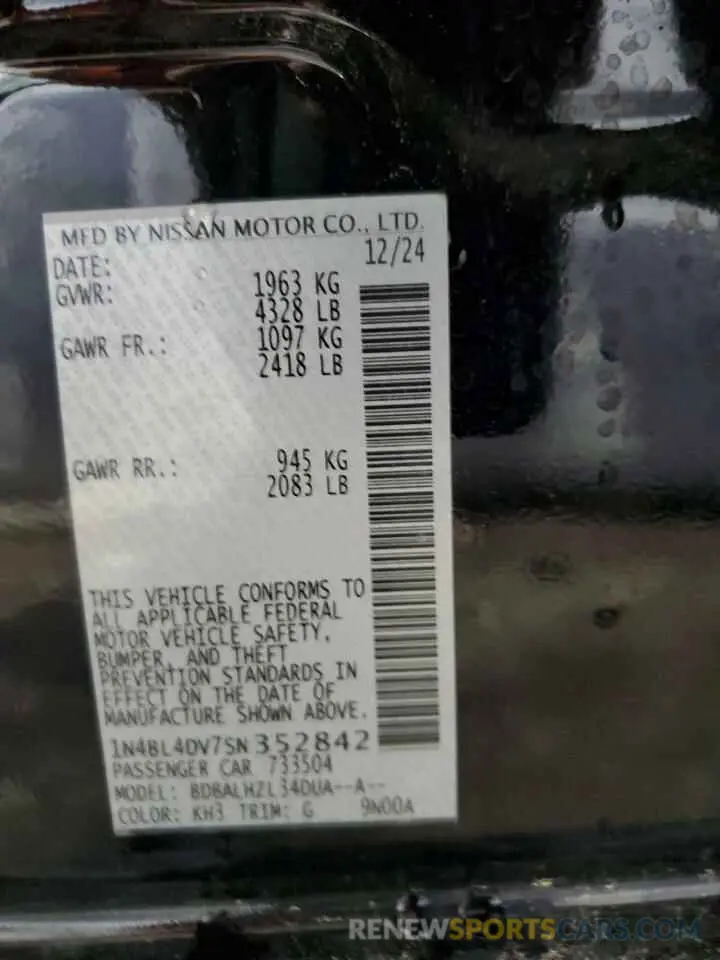 MFD BY NISSAN MOTOR CO., LTD.
DATE: 12/24
GVWR: 1963 KG
4328 LB
GAWR FR.: 1097 KG
2418 LB
GAWR RR.: 945 KG
2083 LB
THIS VEHICLE CONFORMS TO
ALL APPLICABLE FEDERAL
MOTOR VEHICLE SAFETY,
BUMPER, AND THEFT
PREVENTION STANDARDS IN
EFFECT ON THE DATE OF
MANUFACTURE SHOWN ABOVE.
1N4BL4DV7SN352842
PASSENGER CAR 733504
MODEL: BDBALHZL34DUA--A--
COLOR: KH3 TRIM: G 9N00A
RENEWSPORTSCARS.COM